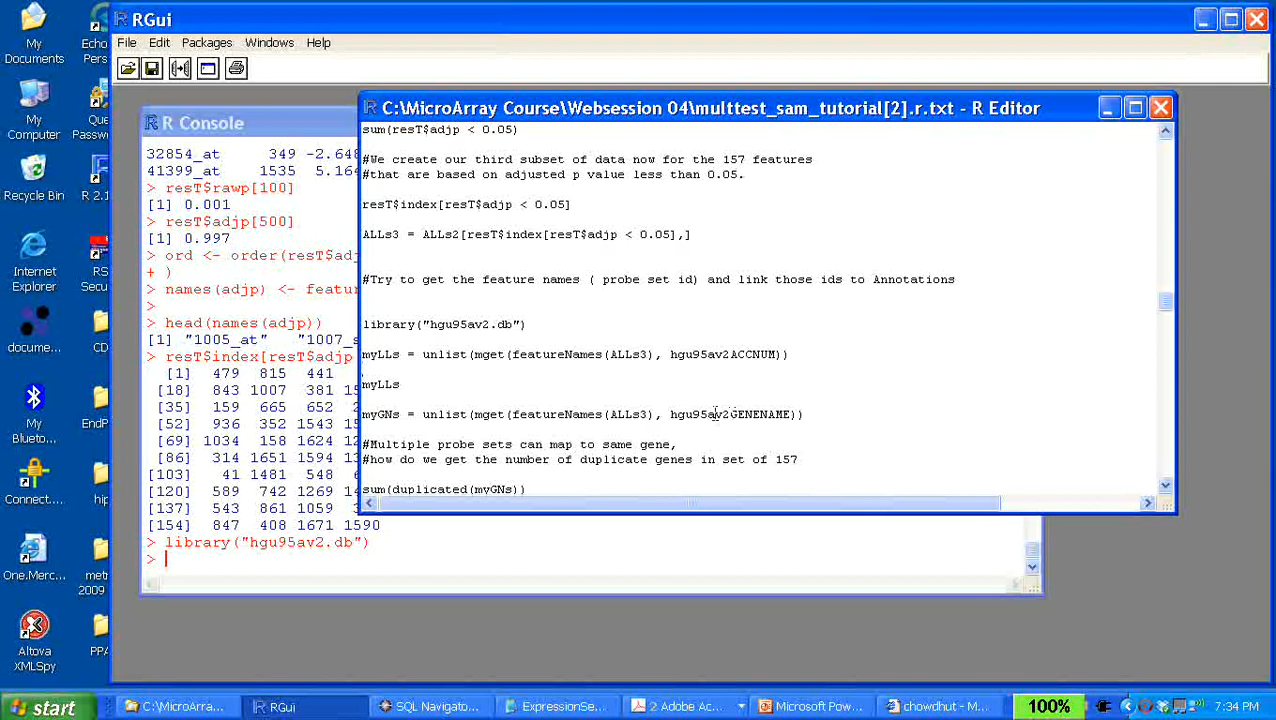 RGui
File Edit Packages Windows Help
My Documents
My Computer
Recycle Bin
Internet Explorer
docume...
My Bluetoot...
Connect...
One.Merc...
Altova XMLSpy
Echo
Pers
Que
Passw
R 2.1
RS
Secu
CD
hip
metr
2009
PPA
R Console
32854_at 349 -2.648
41399_at 1535 5.164
> resT$rawp[100]
[1] 0.001
> resT$adjp[500]
[1] 0.997
> ord <- order(resT$adj
+ )
> names(adjp) <- featur
>
> head(names(adjp))
[1] "1005_at" "1007_s
> resT$index[resT$adjp
[1] 479 815 441
[18] 843 1007 381 15
[35] 159 665 652 2
[52] 936 352 1543 15
[69] 1034 158 1624 12
[86] 314 1651 1594 13
[103] 41 1481 548
[120] 589 742 1269 14
[137] 543 861 1059
[154] 847 408 1671 1590
> library("hgu95av2.db")
>
C:\MicroArray Course\Websession 04\multtest_sam_tutorial[2].r.txt - R Editor
sum(resT$adjp < 0.05)
#We create our third subset of data now for the 157 features
#that are based on adjusted p value less than 0.05.
resT$index[resT$adjp < 0.05]
ALLs3 = ALLs2[resT$index[resT$adjp < 0.05],]
#Try to get the feature names ( probe set id) and link those ids to Annotations
library("hgu95av2.db")
myLLs = unlist(mget(featureNames(ALLs3), hgu95av2ACCNUM))
myLLs
myGNs = unlist(mget(featureNames(ALLs3), hgu95av2GENENAME))
#Multiple probe sets can map to same gene,
#how do we get the number of duplicate genes in set of 157
sum(duplicated(myGNs))
start C:\MicroArra... RGui SQL Navigato... ExpressionSe... 2 Adobe Ac... Microsoft Pow... chowdhut - M... 100% 7:34 PM